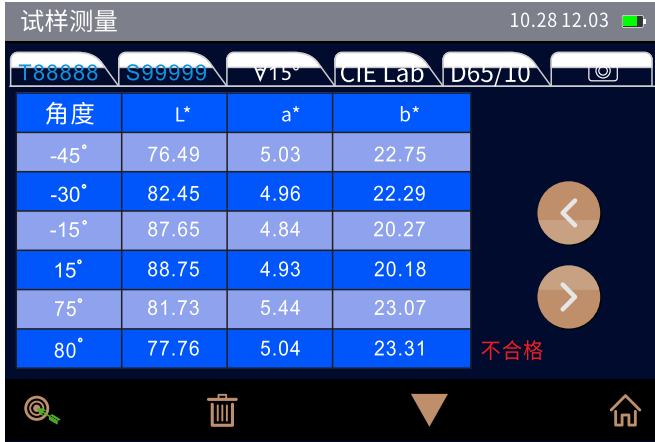 试样测量 10.28 12.03
T88888 S99999 ∀15° CIE Lab D65/10
角度 L* a* b*
-45° 76.49 5.03 22.75
-30° 82.45 4.96 22.29
-15° 87.65 4.84 20.27
15° 88.75 4.93 20.18
75° 81.73 5.44 23.07
80° 77.76 5.04 23.31 不合格